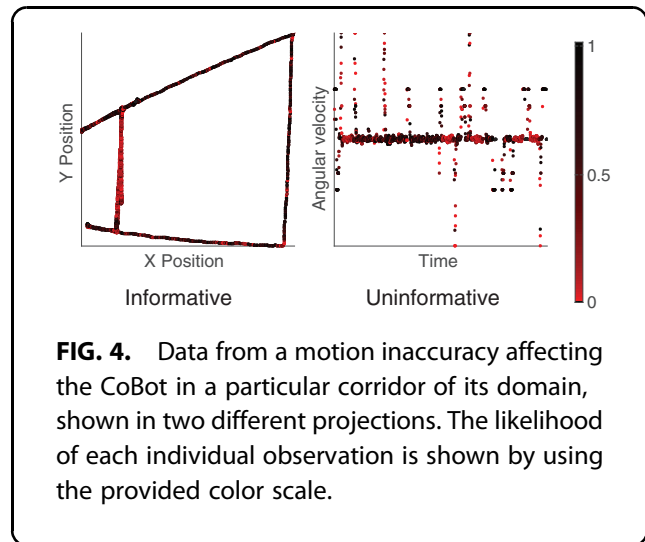 Y Position
X Position
Informative
Angular velocity
Time
Uninformative
1
0.5
0
FIG. 4. Data from a motion inaccuracy affecting
the CoBot in a particular corridor of its domain,
shown in two different projections. The likelihood
of each individual observation is shown by using
the provided color scale.